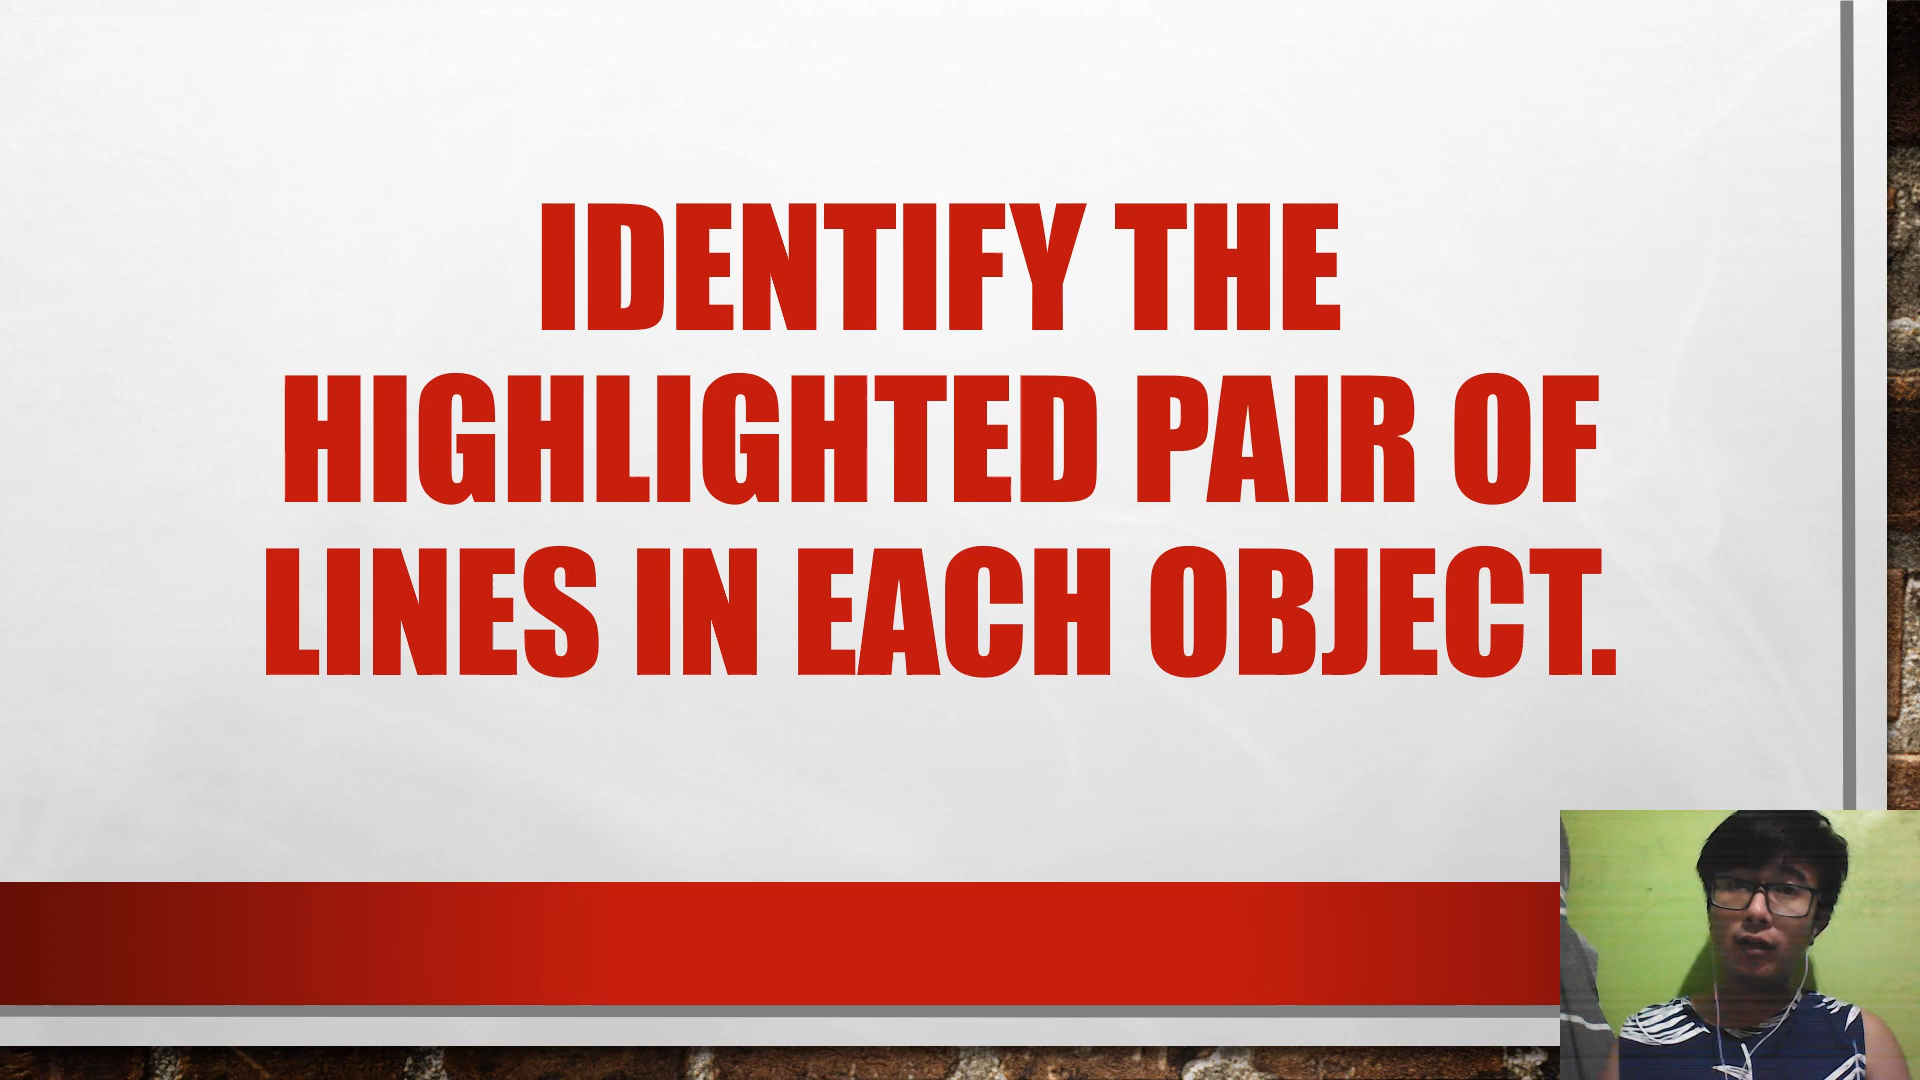 IDENTIFY THE
HIGHLIGHTED PAIR OF
LINES IN EACH OBJECT.